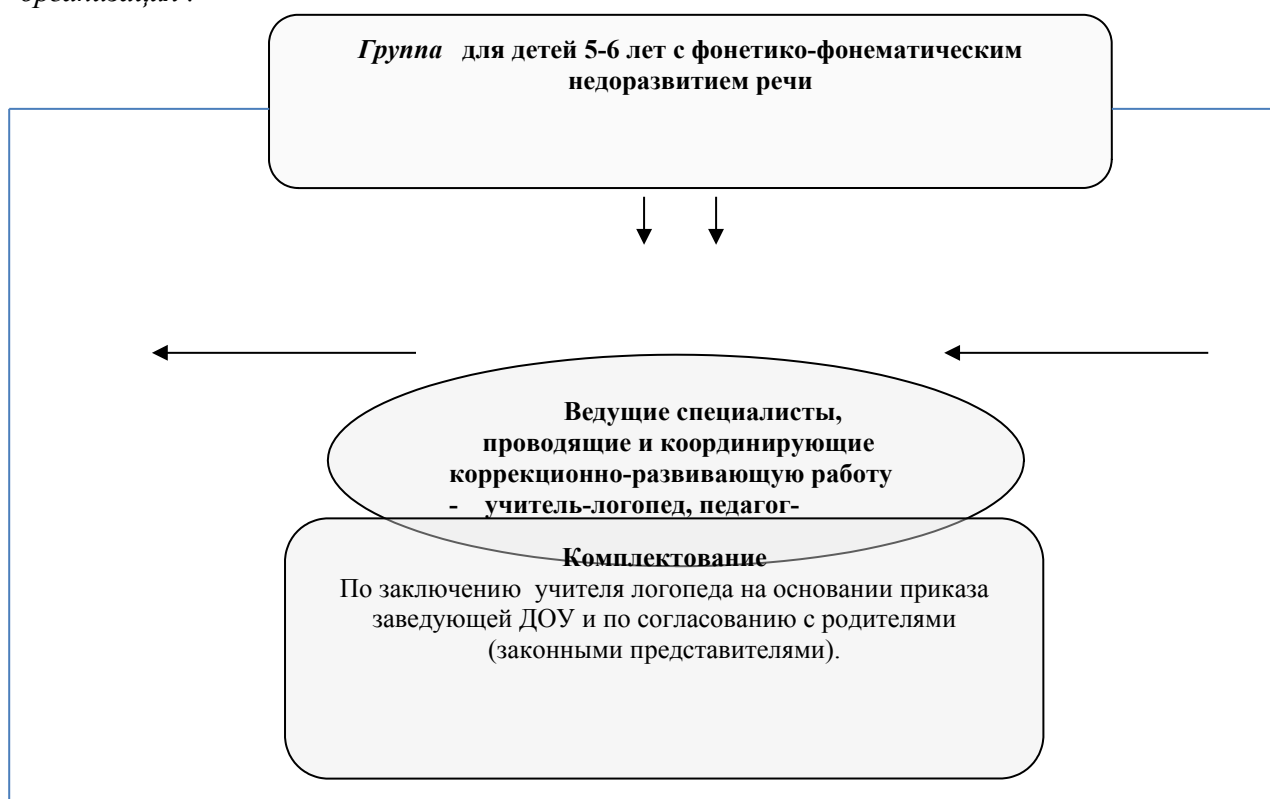 организаций.
Группа для детей 5-6 лет с фонетико-фонематическим
недоразвитием речи
Ведущие специалисты,
проводящие и координирующие
коррекционно-развивающую работу
- учитель-логопед, педагог-
Комплектование
По заключению учителя логопеда на основании приказа
заведующей ДОУ и по согласованию с родителями
(законными представителями).